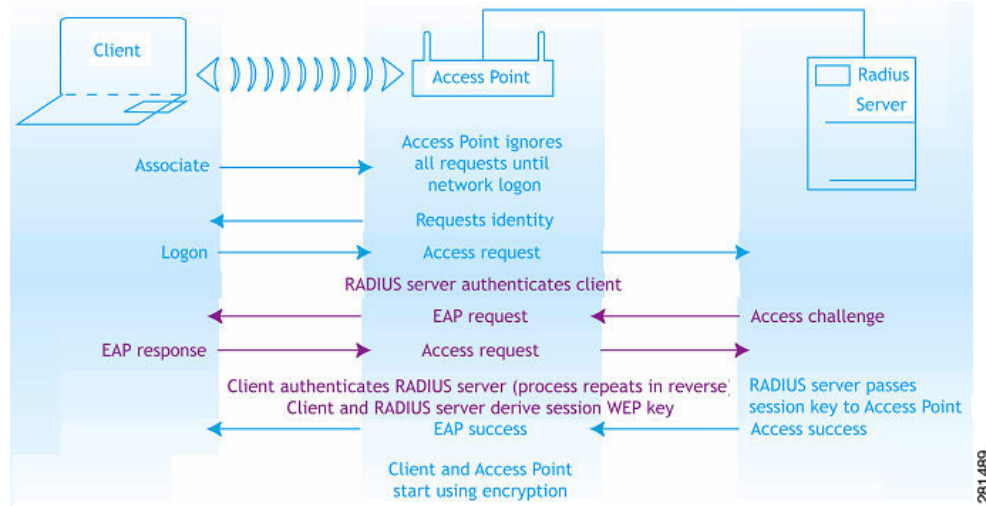 Client
Access Point
Radius
Server
Associate
Access Point ignores
all requests until
network logon
Requests identity
Logon
Access request
RADIUS server authenticates client
EAP request
Access challenge
EAP response
Access request
Client authenticates RADIUS server (process repeats in reverse)
Client and RADIUS server derive session WEP key
RADIUS server passes
session key to Access Point
EAP success
Access success
Client and Access Point
start using encryption
281489